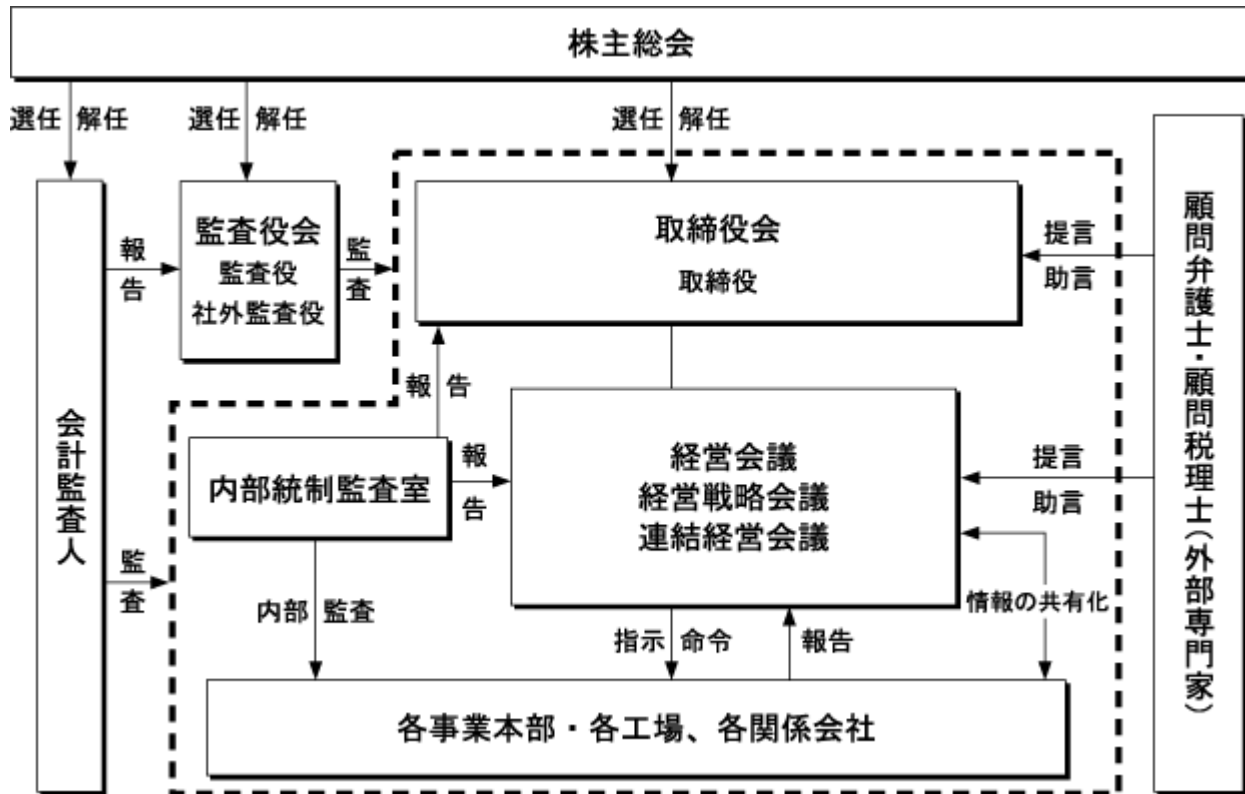 株主総会
選任 解任
選任 解任
選任 解任
会計監査人
報告
監査役会
監査役
社外監査役
監査
取締役会
取締役
提言
助言
顧問弁護士・顧問税理士(外部専門家)
報告
内部統制監査室
報告
経営会議
経営戦略会議
連結経営会議
提言
助言
監査
内部 監査
指示 命令
報告
情報の共有化
各事業本部・各工場、各関係会社